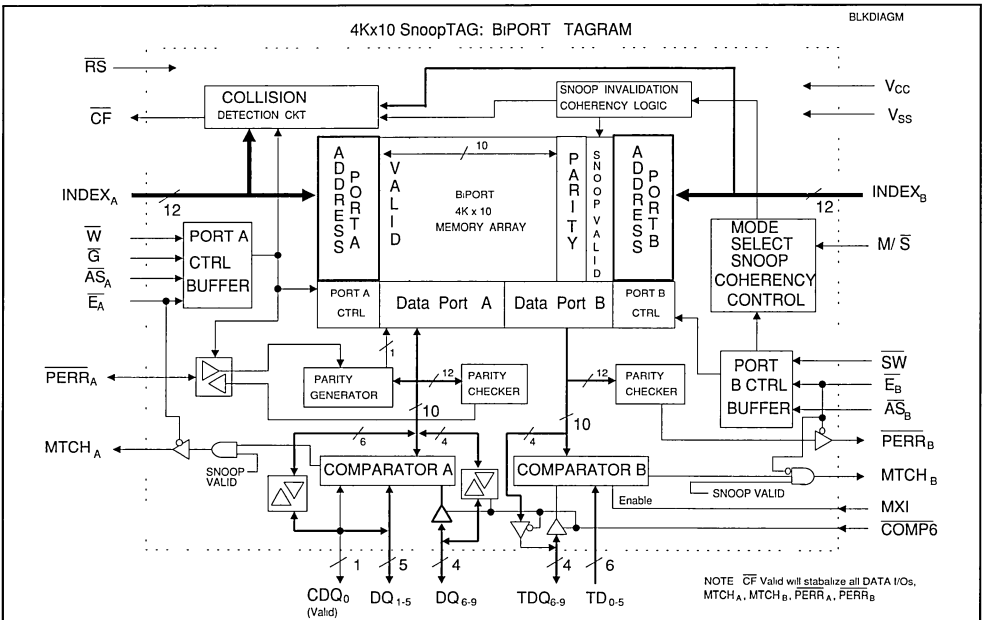 BLKDIAGM
4Kx10 SnoopTAG: BiPORT TAGRAM
RS
CF
COLLISION
DETECTION CKT
SNOOP INVALIDATION
COHERENCY LOGIC
VCC
VSS
INDEXA
12
ADDRESS
PORTA
VALID
10
BiPORT
4K x 10
MEMORY ARRAY
PARITY
SNOOP VALID
ADDRESS
PORTB
12
INDEXB
W
G
ASA
EA
PORT A
CTRL
BUFFER
MODE
SELECT
SNOOP
COHERENCY
CONTROL
M/ S
PORT A
CTRL
Data Port A
Data Port B
PORT B
CTRL
PERRA
1
PARITY
GENERATOR
12
PARITY
CHECKER
10
12
PARITY
CHECKER
10
PORT
B CTRL
BUFFER
SW
EB
ASB
PERRB
MTCHA
SNOOP
VALID
6
4
COMPARATOR A
4
COMPARATOR B
Enable
SNOOP VALID
MTCHB
MXI
COMP6
1
5
4
4
6
CDQ0
(Valid)
DQ1-5
DQ6-9
TDQ6-9
TD0-5
NOTE CF Valid will stabalize all DATA I/Os,
MTCHA, MTCHB, PERRA, PERRB